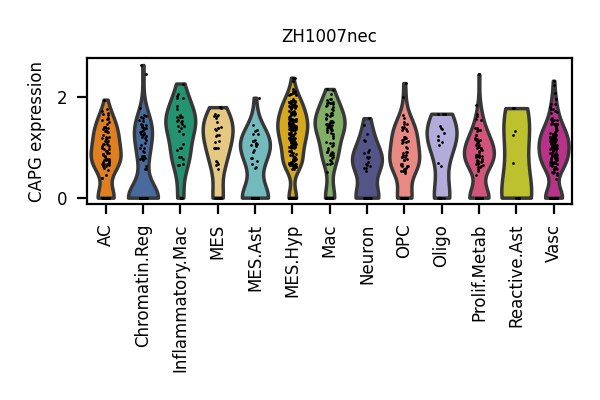 ZH1007nec
CAPG expression
2
0
AC
Chromatin.Reg
Inflammatory.Mac
MES
MES.Ast
MES.Hyp
Mac
Neuron
OPC
Oligo
Prolif.Metab
Reactive.Ast
Vasc